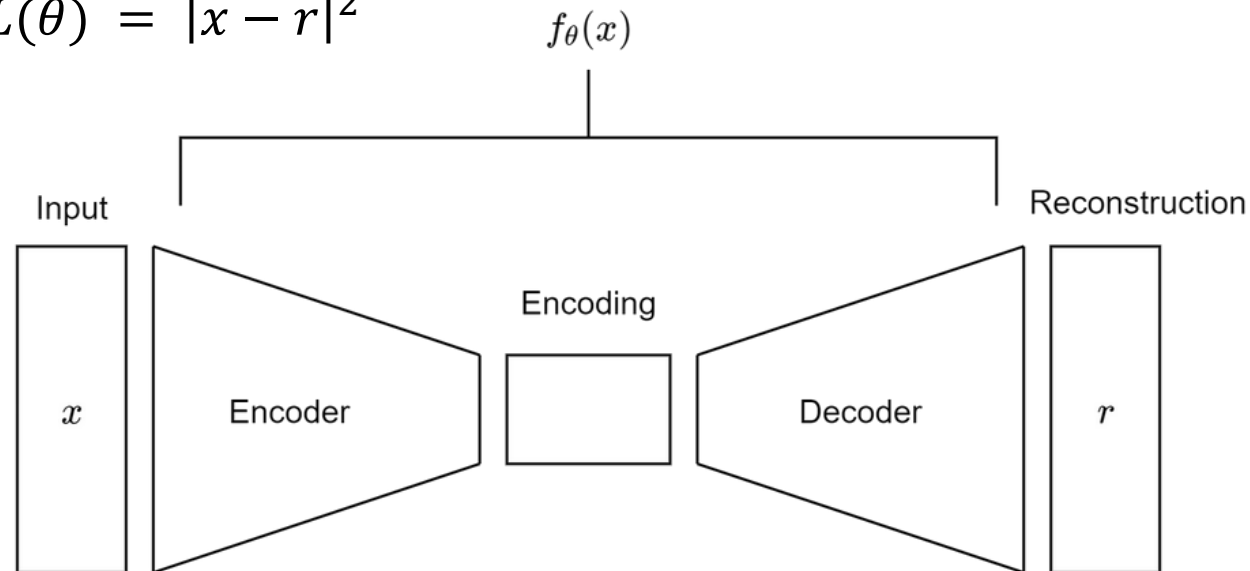 L(θ) = |x − r|²
f_θ(x)
Input
Reconstruction
Encoding
x
Encoder
Decoder
r